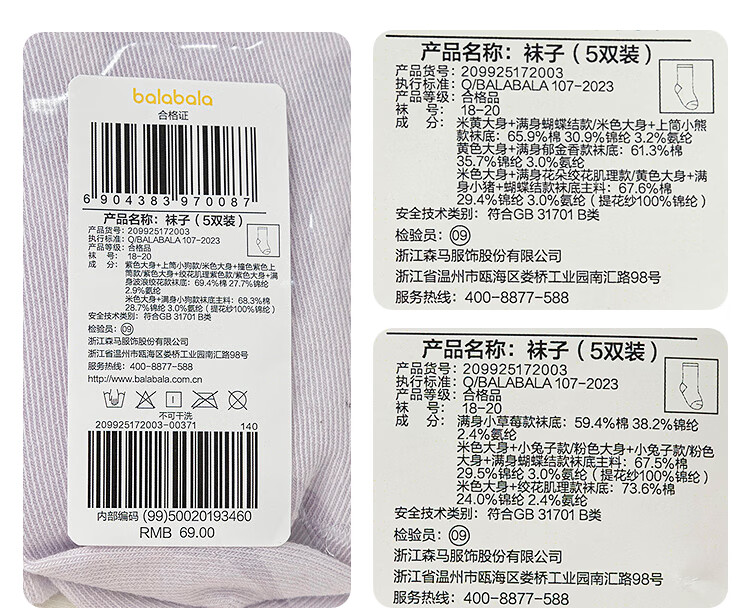 balabala
合格证
6 904383 970087
产品名称：袜子（5双装）
产品货号：209925172003
执行标准：Q/BALABALA 107-2023
产品等级：合格品
袜　号：18-20
成　分：紫色大身+上筒小狗款/米色大身+撞色紫色上
筒款/紫色大身+绞花肌理紫色款/紫色大身+满
身波浪绞花款袜底：69.4%棉 27.7%锦纶
2.9%氨纶
米色大身+满身小狗款袜底主料：68.3%棉
28.7%锦纶 3.0%氨纶（提花纱100%锦纶）
安全技术类别：符合GB 31701 B类
检验员：09
浙江森马服饰股份有限公司
浙江省温州市瓯海区娄桥工业园南汇路98号
服务热线：400-8877-588
http://www.balabala.com.cn
不可干洗
209925172003-00371 140
内部编码 (99)50020193460
RMB 69.00
产品名称：袜子（5双装）
产品货号：209925172003
执行标准：Q/BALABALA 107-2023
产品等级：合格品
袜　号：18-20
成　分：米黄大身+满身蝴蝶结款/米色大身+上筒小熊
款袜底：65.9%棉 30.9%锦纶 3.2%氨纶
黄色大身+满身郁金香款袜底：61.3%棉
35.7%锦纶 3.0%氨纶
米色大身+满身花朵绞花肌理款/黄色大身+满
身小猪+蝴蝶结款袜底主料：67.6%棉
29.4%锦纶 3.0%氨纶（提花纱100%锦纶）
安全技术类别：符合GB 31701 B类
检验员：09
浙江森马服饰股份有限公司
浙江省温州市瓯海区娄桥工业园南汇路98号
服务热线：400-8877-588
产品名称：袜子（5双装）
产品货号：209925172003
执行标准：Q/BALABALA 107-2023
产品等级：合格品
袜　号：18-20
成　分：满身小草莓款袜底：59.4%棉 38.2%锦纶
2.4%氨纶
米色大身+小兔子款/粉色大身+小兔子款/粉色
大身+满身蝴蝶结款袜底主料：67.5%棉
29.5%锦纶 3.0%氨纶（提花纱100%锦纶）
米色大身+绞花肌理款袜底：73.6%棉
24.0%锦纶 2.4%氨纶
安全技术类别：符合GB 31701 B类
检验员：09
浙江森马服饰股份有限公司
浙江省温州市瓯海区娄桥工业园南汇路98号
服务热线：400-8877-588